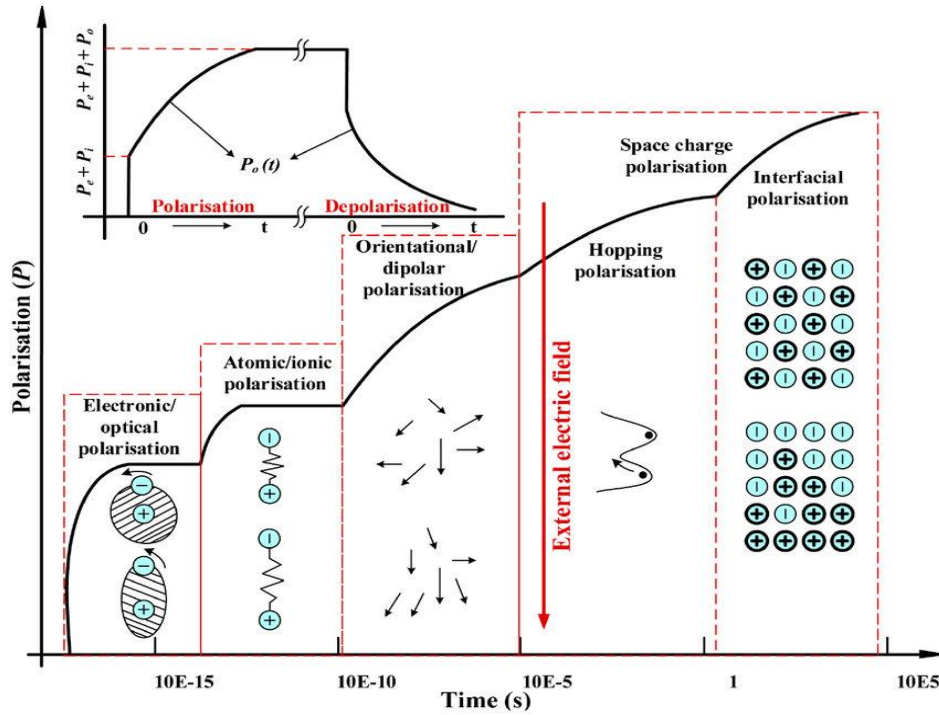 P_e + P_i + P_o
P_e + P_i
P_o (t)
Polarisation
Depolarisation
0
t
0
t
Space charge
polarisation
Interfacial
polarisation
Hopping
polarisation
Orientational/
dipolar
polarisation
Atomic/ionic
polarisation
Electronic/
optical
polarisation
External electric field
Polarisation (P)
10E-15
10E-10
10E-5
1
10E5
Time (s)